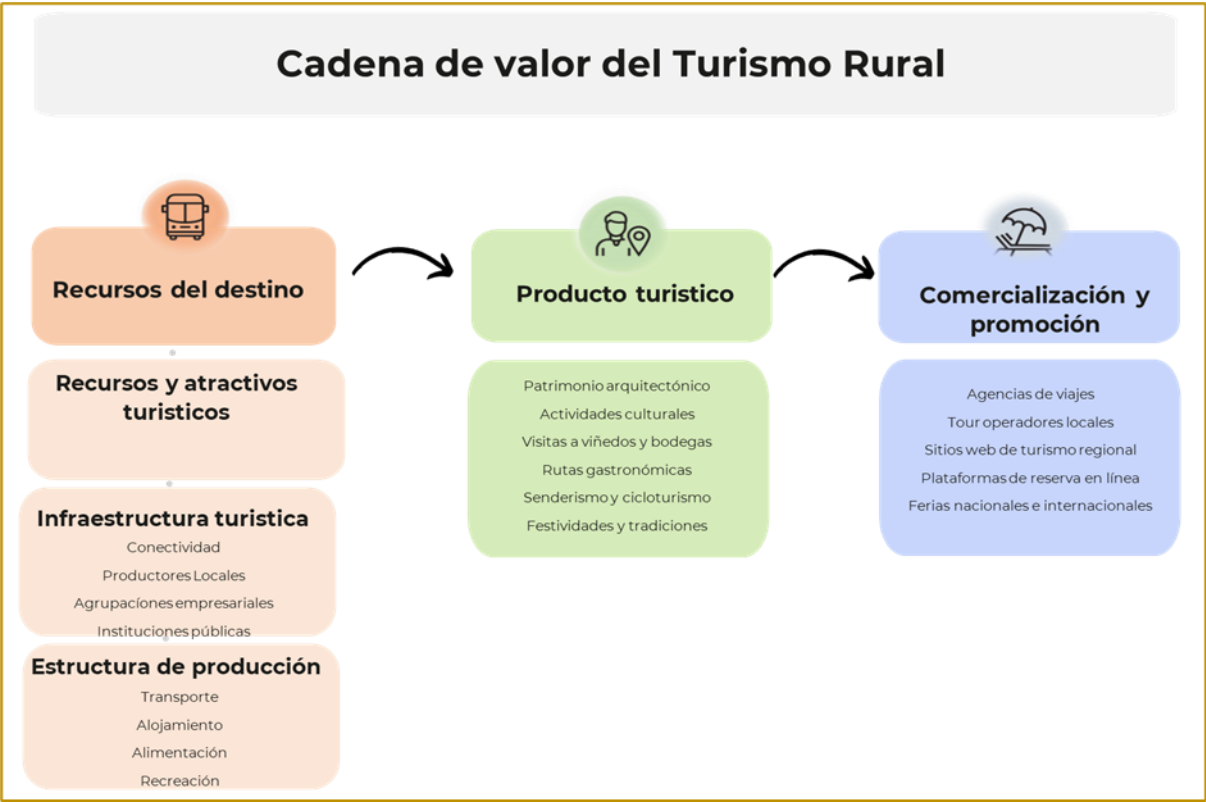 Cadena de valor del Turismo Rural
Recursos del destino
Recursos y atractivos
turisticos
Infraestructura turistica
Conectividad
Productores Locales
Agrupacíones empresariales
Instituciones públicas
Estructura de producción
Transporte
Alojamiento
Alimentación
Recreación
Producto turistico
Patrimonio arquitectónico
Actividades culturales
Visitas a viñedos y bodegas
Rutas gastronómicas
Senderismo y cicloturismo
Festividades y tradiciones
Comercialización y
promoción
Agencias de viajes
Tour operadores locales
Sitios web de turismo regional
Plataformas de reserva en línea
Ferias nacionales e internacionales